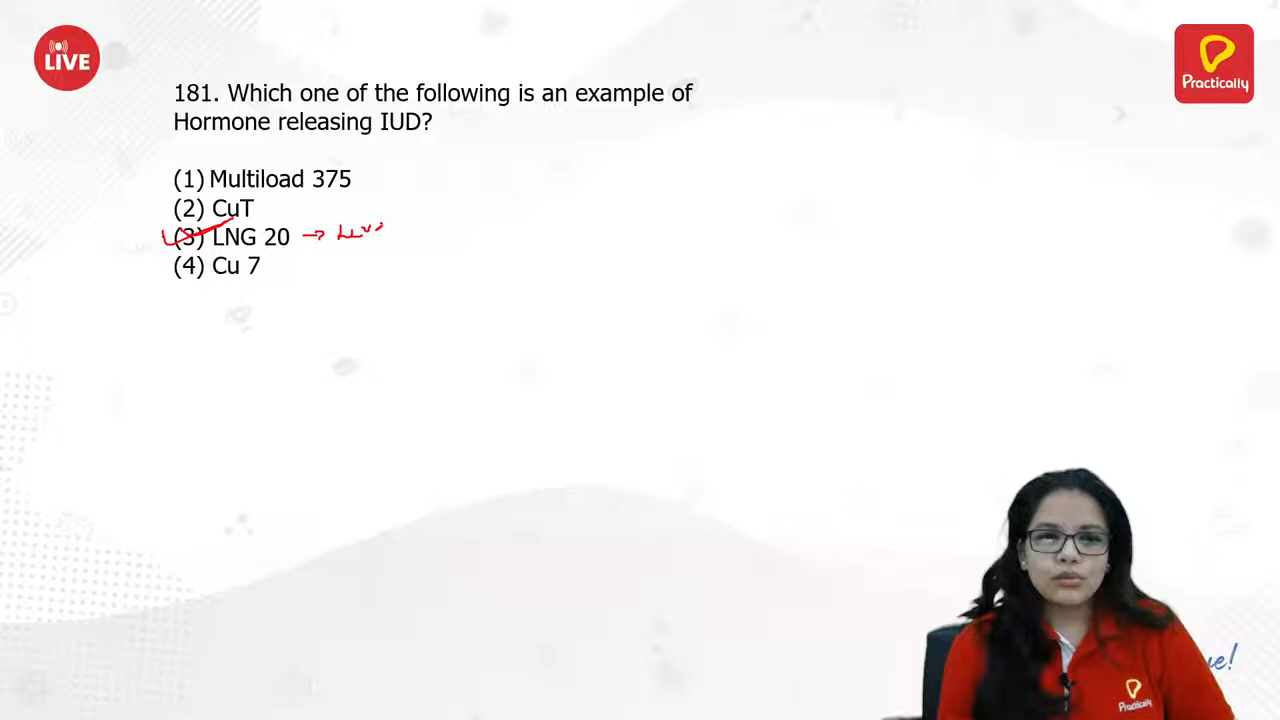 LIVE
Practically
181. Which one of the following is an example of
Hormone releasing IUD?
(1) Multiload 375
(2) CuT
(3) LNG 20 →
(4) Cu 7
Practically